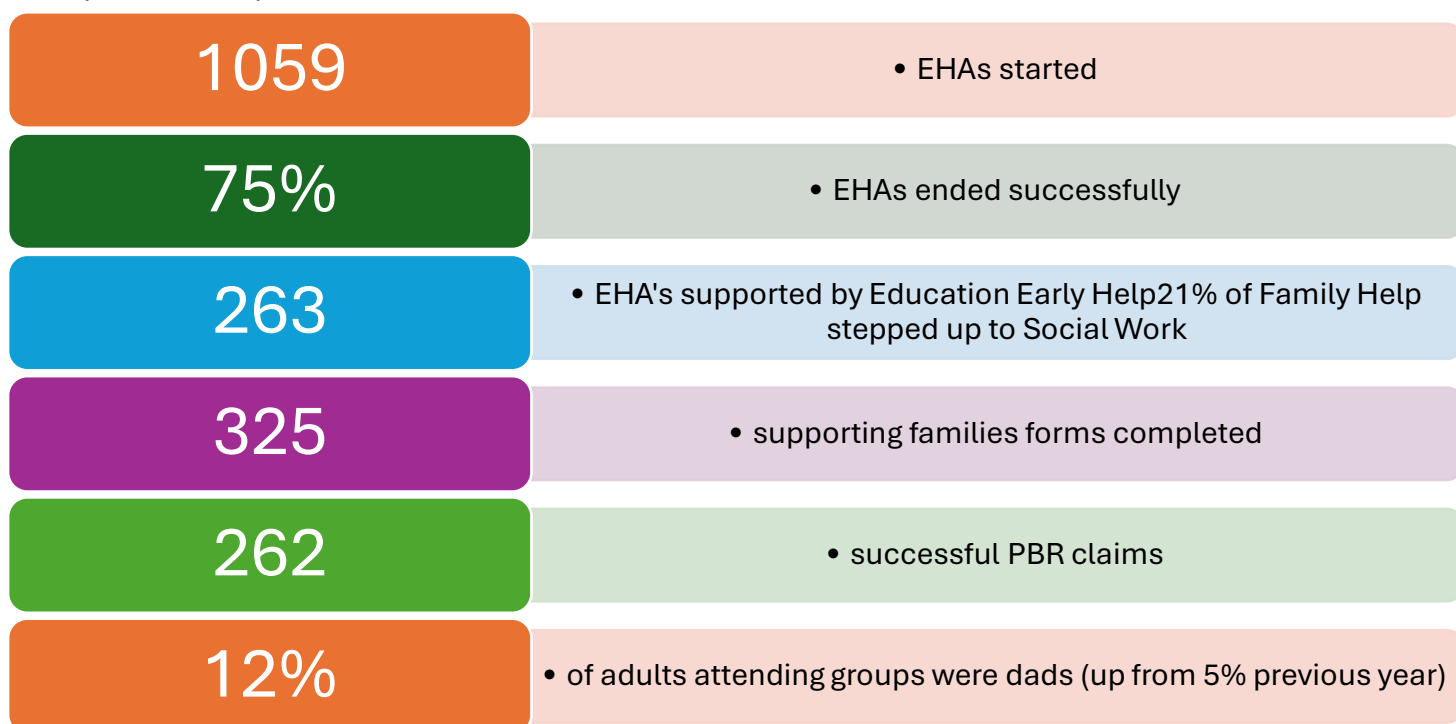 1059
• EHAs started
75%
• EHAs ended successfully
263
• EHA's supported by Education Early Help21% of Family Help
stepped up to Social Work
325
• supporting families forms completed
262
• successful PBR claims
12%
• of adults attending groups were dads (up from 5% previous year)